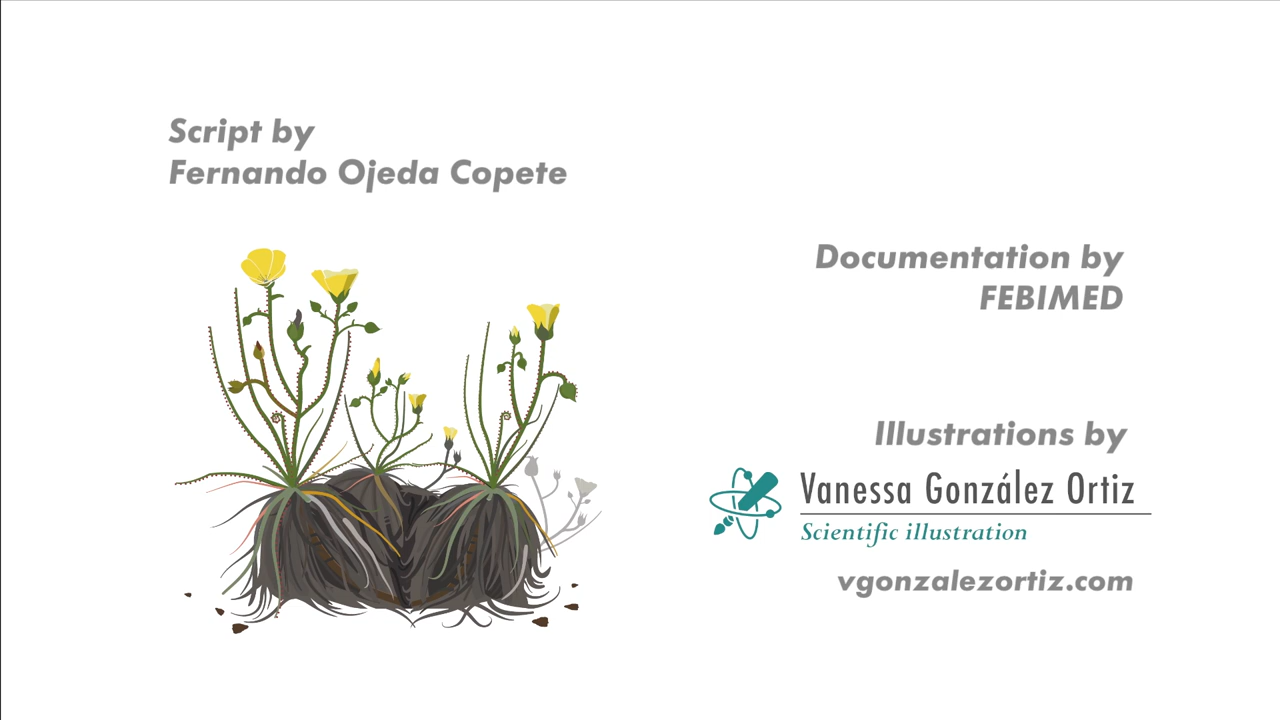 Script by
Fernando Ojeda Copete
Documentation by
FEBIMED
Illustrations by
Vanessa González Ortiz
Scientific illustration
vgonzalezortiz.com